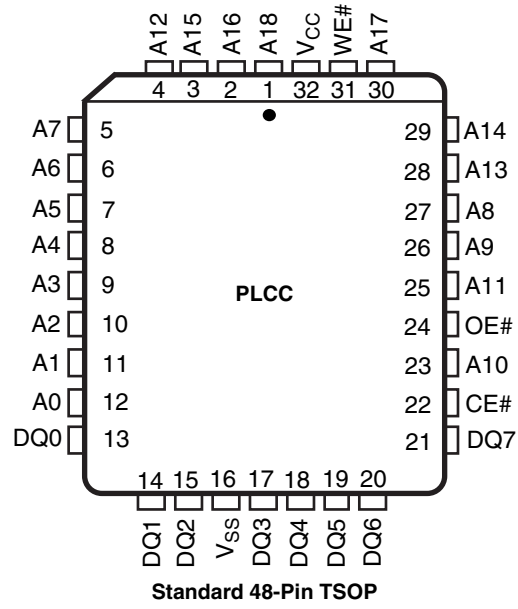 A12 A15 A16 A18 VCC WE# A17
4 3 2 1 32 31 30
A7 5 29 A14
A6 6 28 A13
A5 7 27 A8
A4 8 26 A9
A3 9 25 A11
A2 10 24 OE#
A1 11 23 A10
A0 12 22 CE#
DQ0 13 21 DQ7
PLCC
14 15 16 17 18 19 20
DQ1 DQ2 VSS DQ3 DQ4 DQ5 DQ6
Standard 48-Pin TSOP